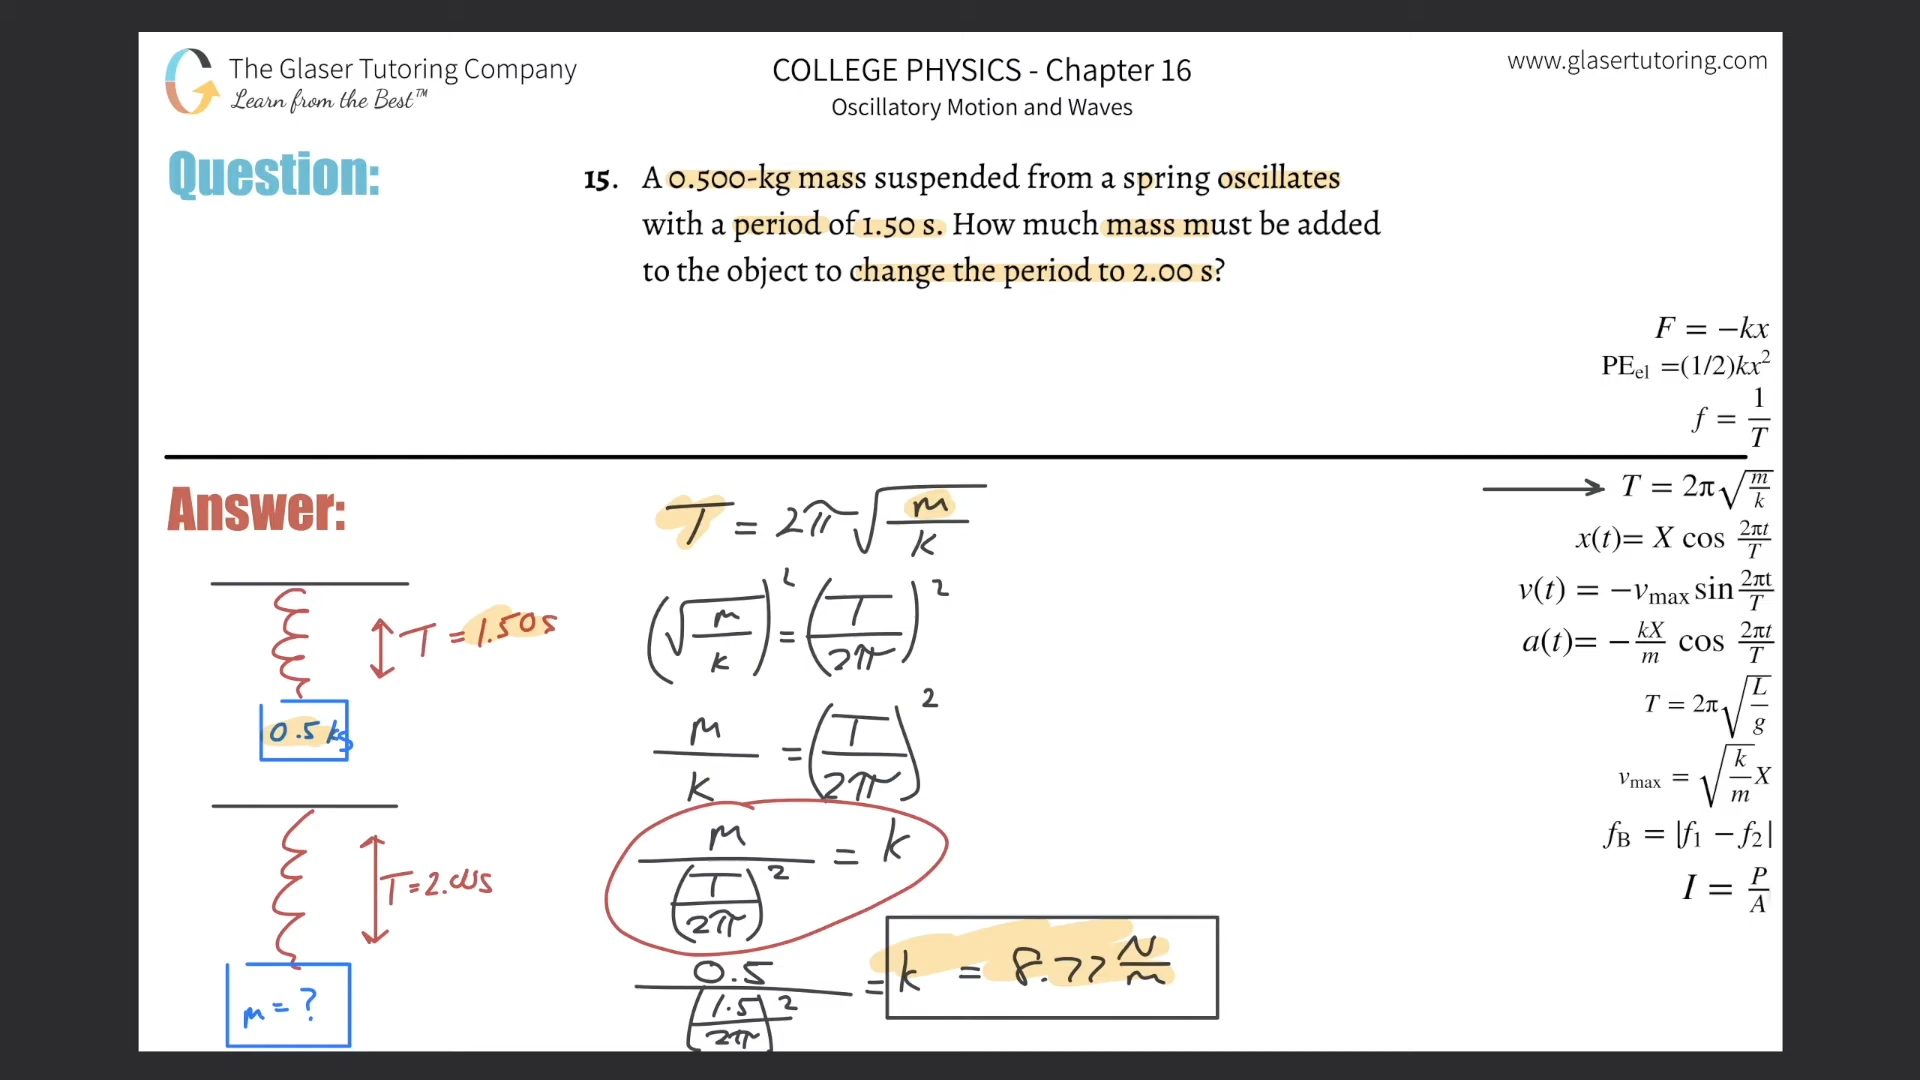 The Glaser Tutoring Company
Learn from the Best™
COLLEGE PHYSICS - Chapter 16
Oscillatory Motion and Waves
www.glasertutoring.com
Question:
15. A 0.500-kg mass suspended from a spring oscillates
with a period of 1.50 s. How much mass must be added
to the object to change the period to 2.00 s?
F = −kx
PEel =(1/2)kx²
f = 1/T
T = 2π√(m/k)
x(t)= X cos 2πt/T
v(t) = −vmax sin 2πt/T
a(t)= − kX/m cos 2πt/T
T = 2π√(L/g)
vmax = √(k/m) X
fB = |f1 − f2|
I = P/A
Answer:
T = 1.50s
0.5 kg
T = 2.00s
m = ?
T = 2π√(m/k)
(√(m/k))² = (T/2π)²
m/k = (T/2π)²
m/(T/2π)² = k
0.5/(1.5/2π)² = k = 8.77 N/m